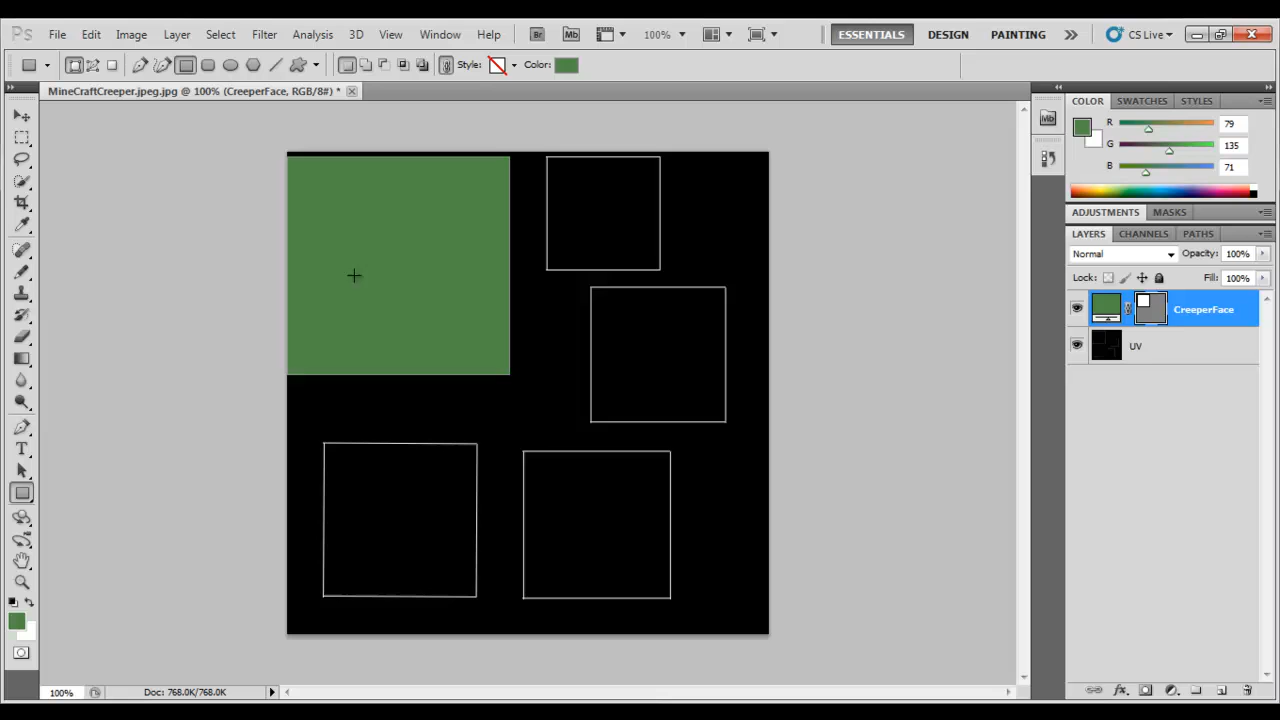 Ps File Edit Image Layer Select Filter Analysis 3D View Window Help Br Mb 100% ESSENTIALS DESIGN PAINTING CS Live
Style: Color:
MineCraftCreeper.jpeg.jpg @ 100% (CreeperFace, RGB/8#) *
COLOR SWATCHES STYLES
Mb
R 79
G 135
B 71
ADJUSTMENTS MASKS
LAYERS CHANNELS PATHS
Normal Opacity: 100%
Lock: Fill: 100%
CreeperFace
UV
T
100% Doc: 768.0K/768.0K
fx